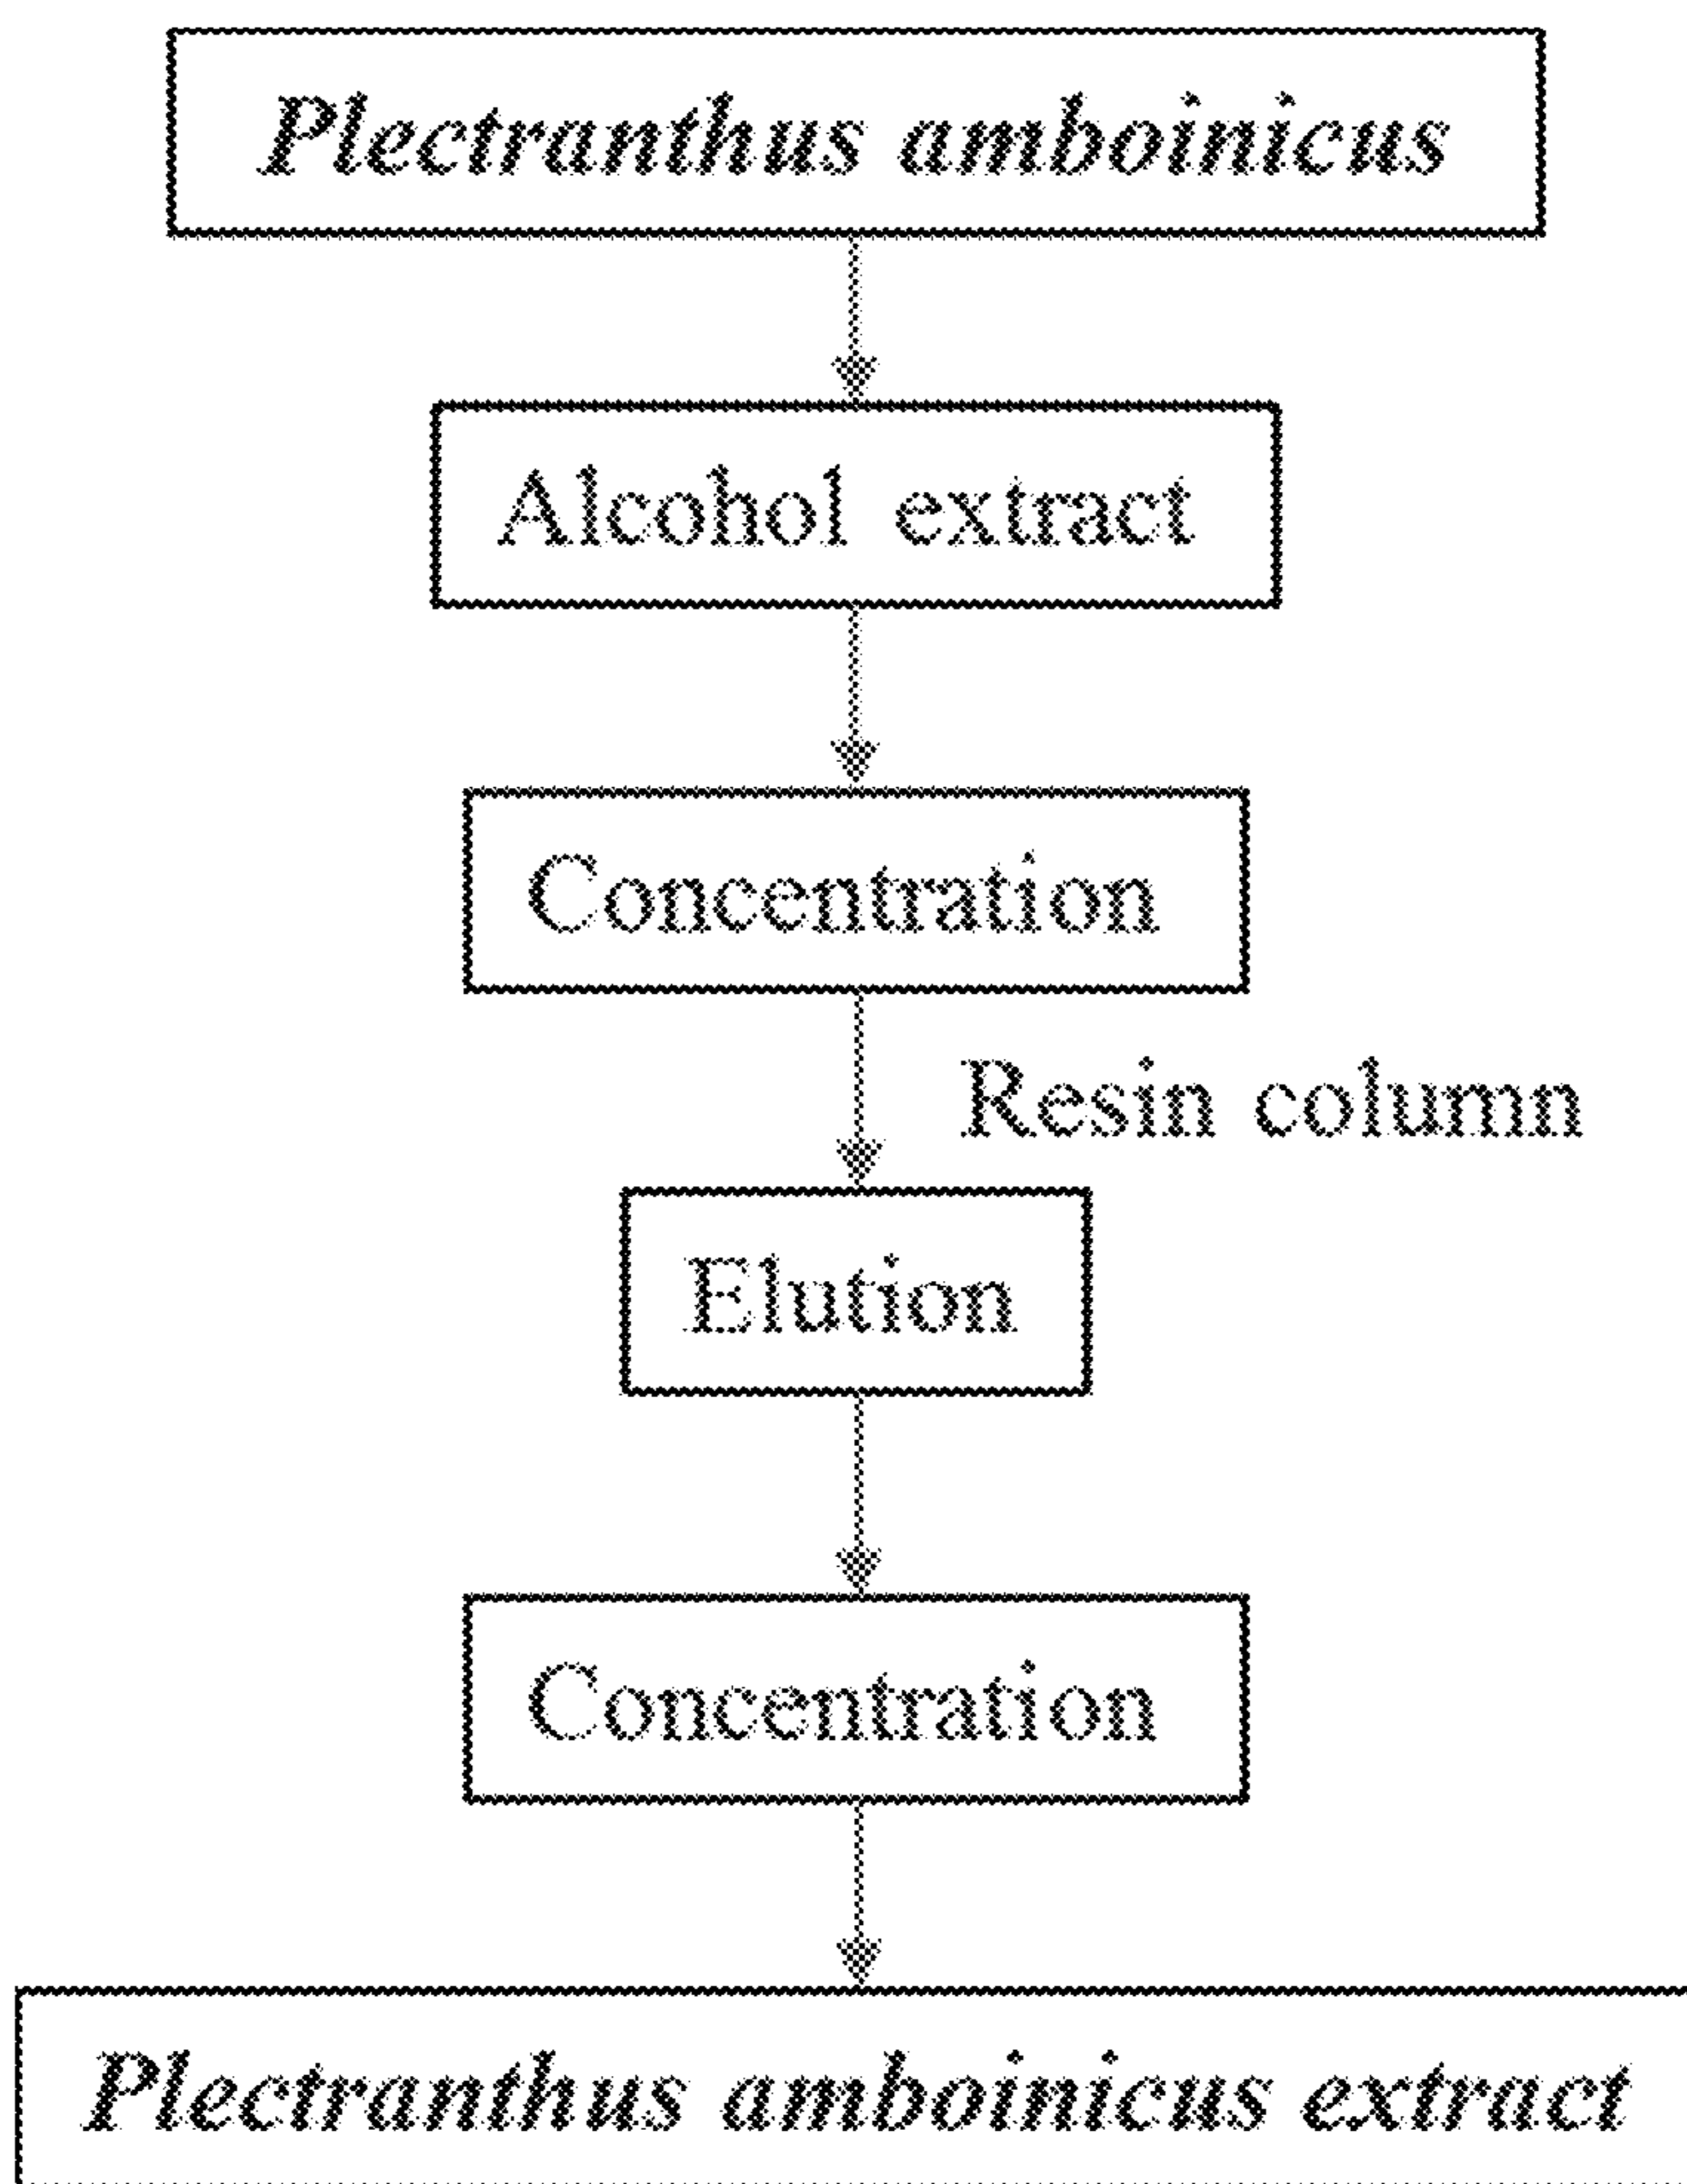 Plectranthus amboinicus
Alcohol extract
Concentration
Resin column
Elution
Concentration
Plectranthus amboinicus extract